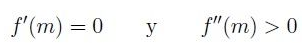 f′(m) = 0 y f″(m) > 0